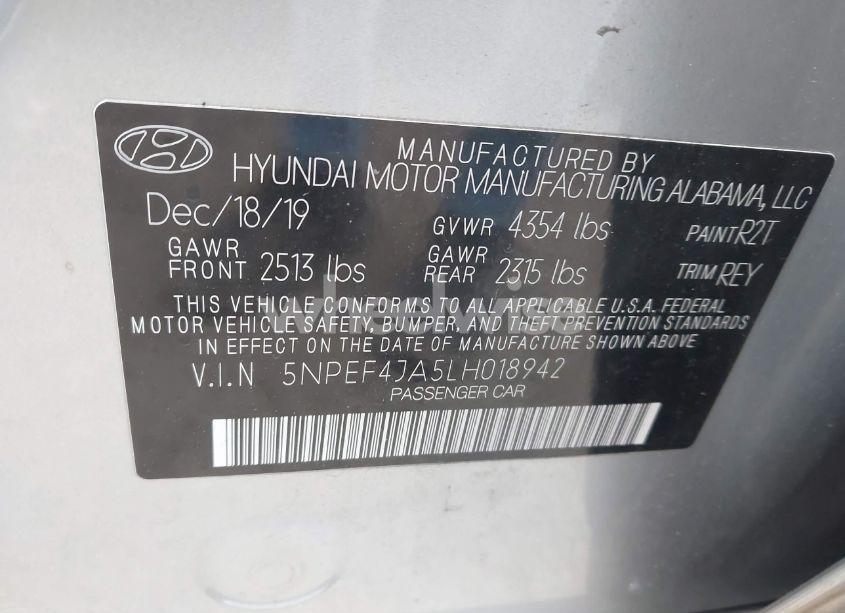 MANUFACTURED BY
HYUNDAI MOTOR MANUFACTURING ALABAMA, LLC
Dec/18/19 GVWR 4354 lbs PAINT R2T
GAWR FRONT 2513 lbs GAWR REAR 2315 lbs TRIM REY
THIS VEHICLE CONFORMS TO ALL APPLICABLE U.S.A. FEDERAL
MOTOR VEHICLE SAFETY, BUMPER, AND THEFT PREVENTION STANDARDS
IN EFFECT ON THE DATE OF MANUFACTURE SHOWN ABOVE
V.I.N 5NPEF4JA5LH018942
PASSENGER CAR